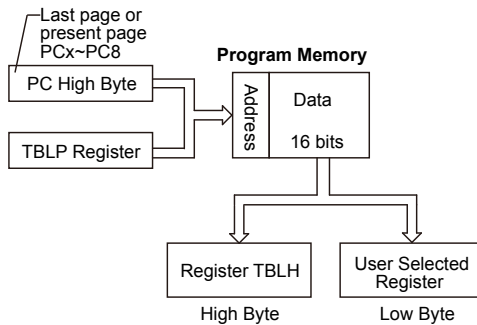 Last page or
present page
PCx~PC8
Program Memory
PC High Byte
Address
Data
TBLP Register
16 bits
Register TBLH
User Selected
Register
High Byte
Low Byte